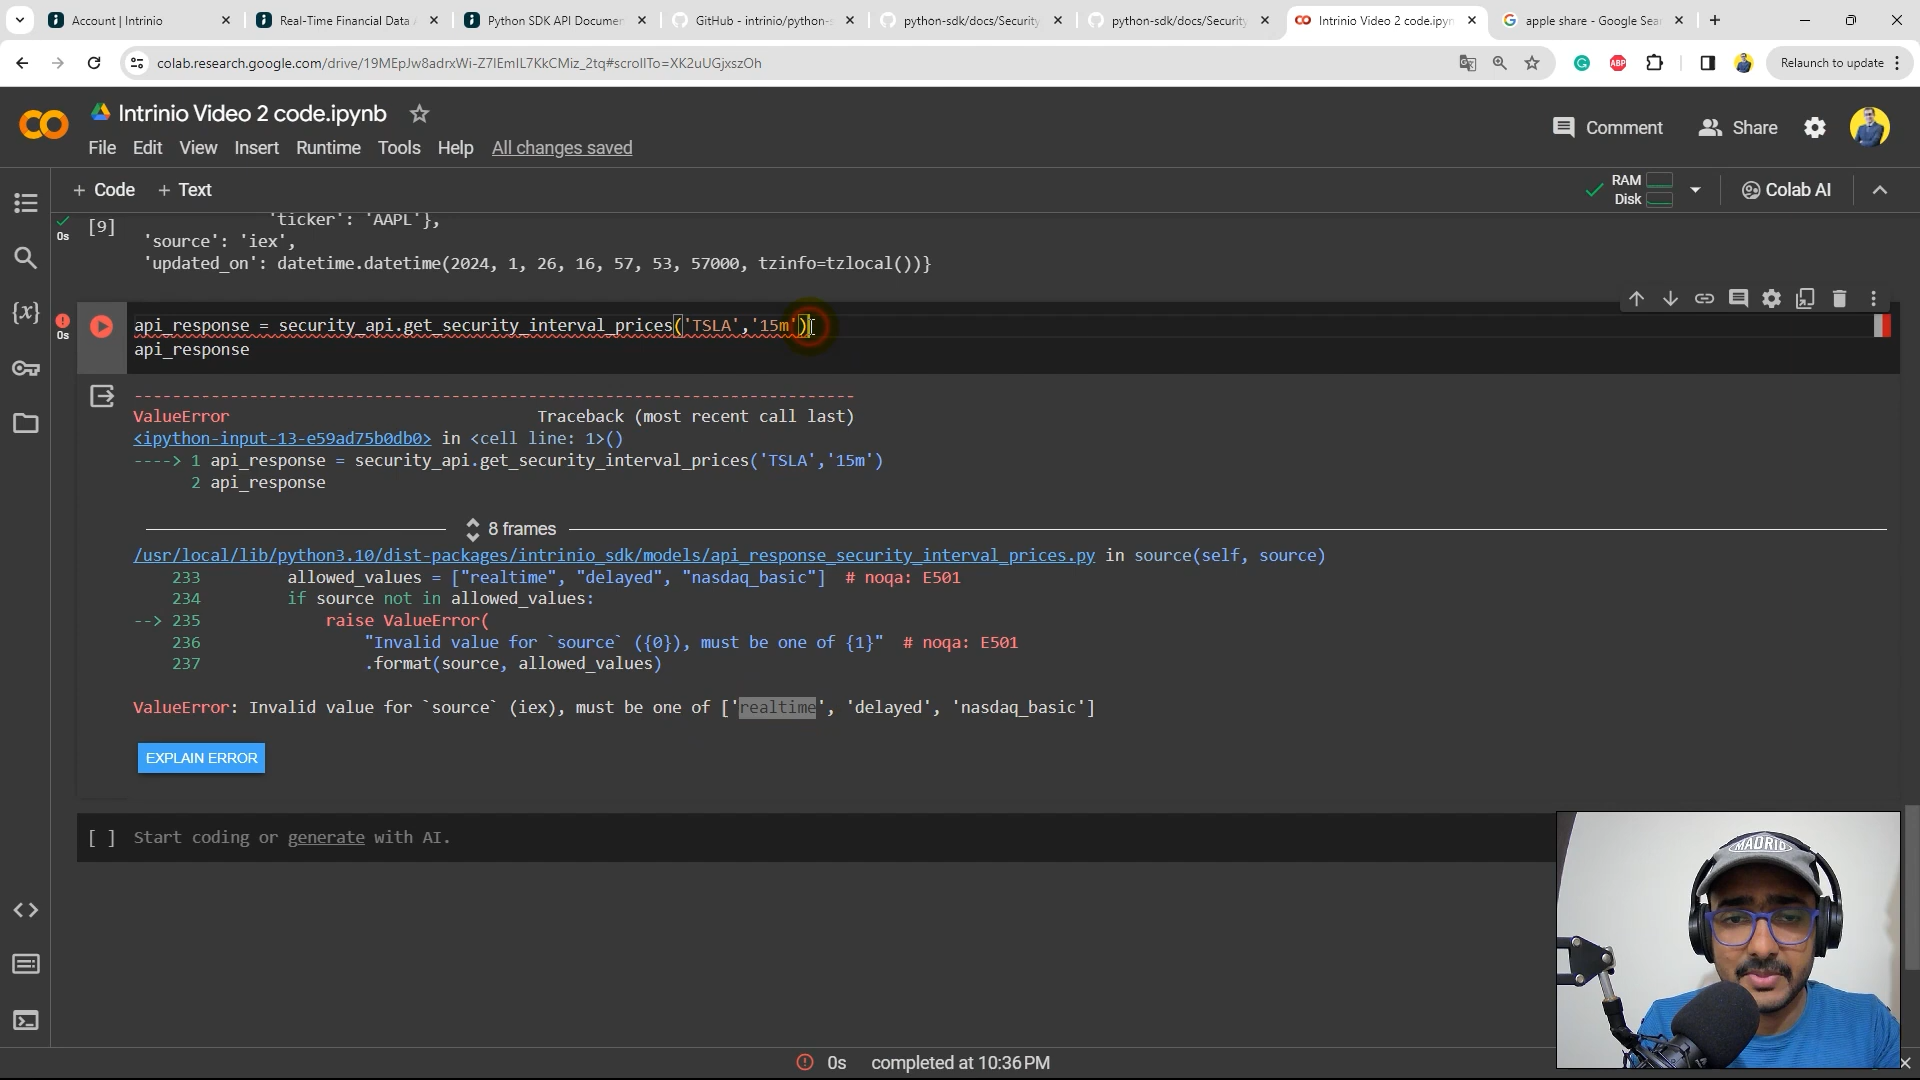 Account | Intrinio
Real-Time Financial Data
Python SDK API Documen
GitHub - intrinio/python-s
python-sdk/docs/Security
python-sdk/docs/Security
Intrinio Video 2 code.ipyn
apple share - Google Sea
colab.research.google.com/drive/19MEpJw8adrxWi-Z7lEmIL7KkCMiz_2tq#scrollTo=XK2uUGjxszOh
ABP
Relaunch to update
Intrinio Video 2 code.ipynb
Comment
Share
File Edit View Insert Runtime Tools Help All changes saved
+ Code + Text
RAM
Disk
Colab AI
0s
[9]
'ticker': 'AAPL'},
'source': 'iex',
'updated_on': datetime.datetime(2024, 1, 26, 16, 57, 53, 57000, tzinfo=tzlocal())}
0s
api_response = security_api.get_security_interval_prices('TSLA','15m')
api_response
---------------------------------------------------------------------------
ValueError Traceback (most recent call last)
<ipython-input-13-e59ad75b0db0> in <cell line: 1>()
----> 1 api_response = security_api.get_security_interval_prices('TSLA','15m')
2 api_response
8 frames
/usr/local/lib/python3.10/dist-packages/intrinio_sdk/models/api_response_security_interval_prices.py in source(self, source)
233 allowed_values = ["realtime", "delayed", "nasdaq_basic"] # noqa: E501
234 if source not in allowed_values:
--> 235 raise ValueError(
236 "Invalid value for `source` ({0}), must be one of {1}" # noqa: E501
237 .format(source, allowed_values)
ValueError: Invalid value for `source` (iex), must be one of ['realtime', 'delayed', 'nasdaq_basic']
EXPLAIN ERROR
[ ] Start coding or generate with AI.
MADRID
0s completed at 10:36 PM